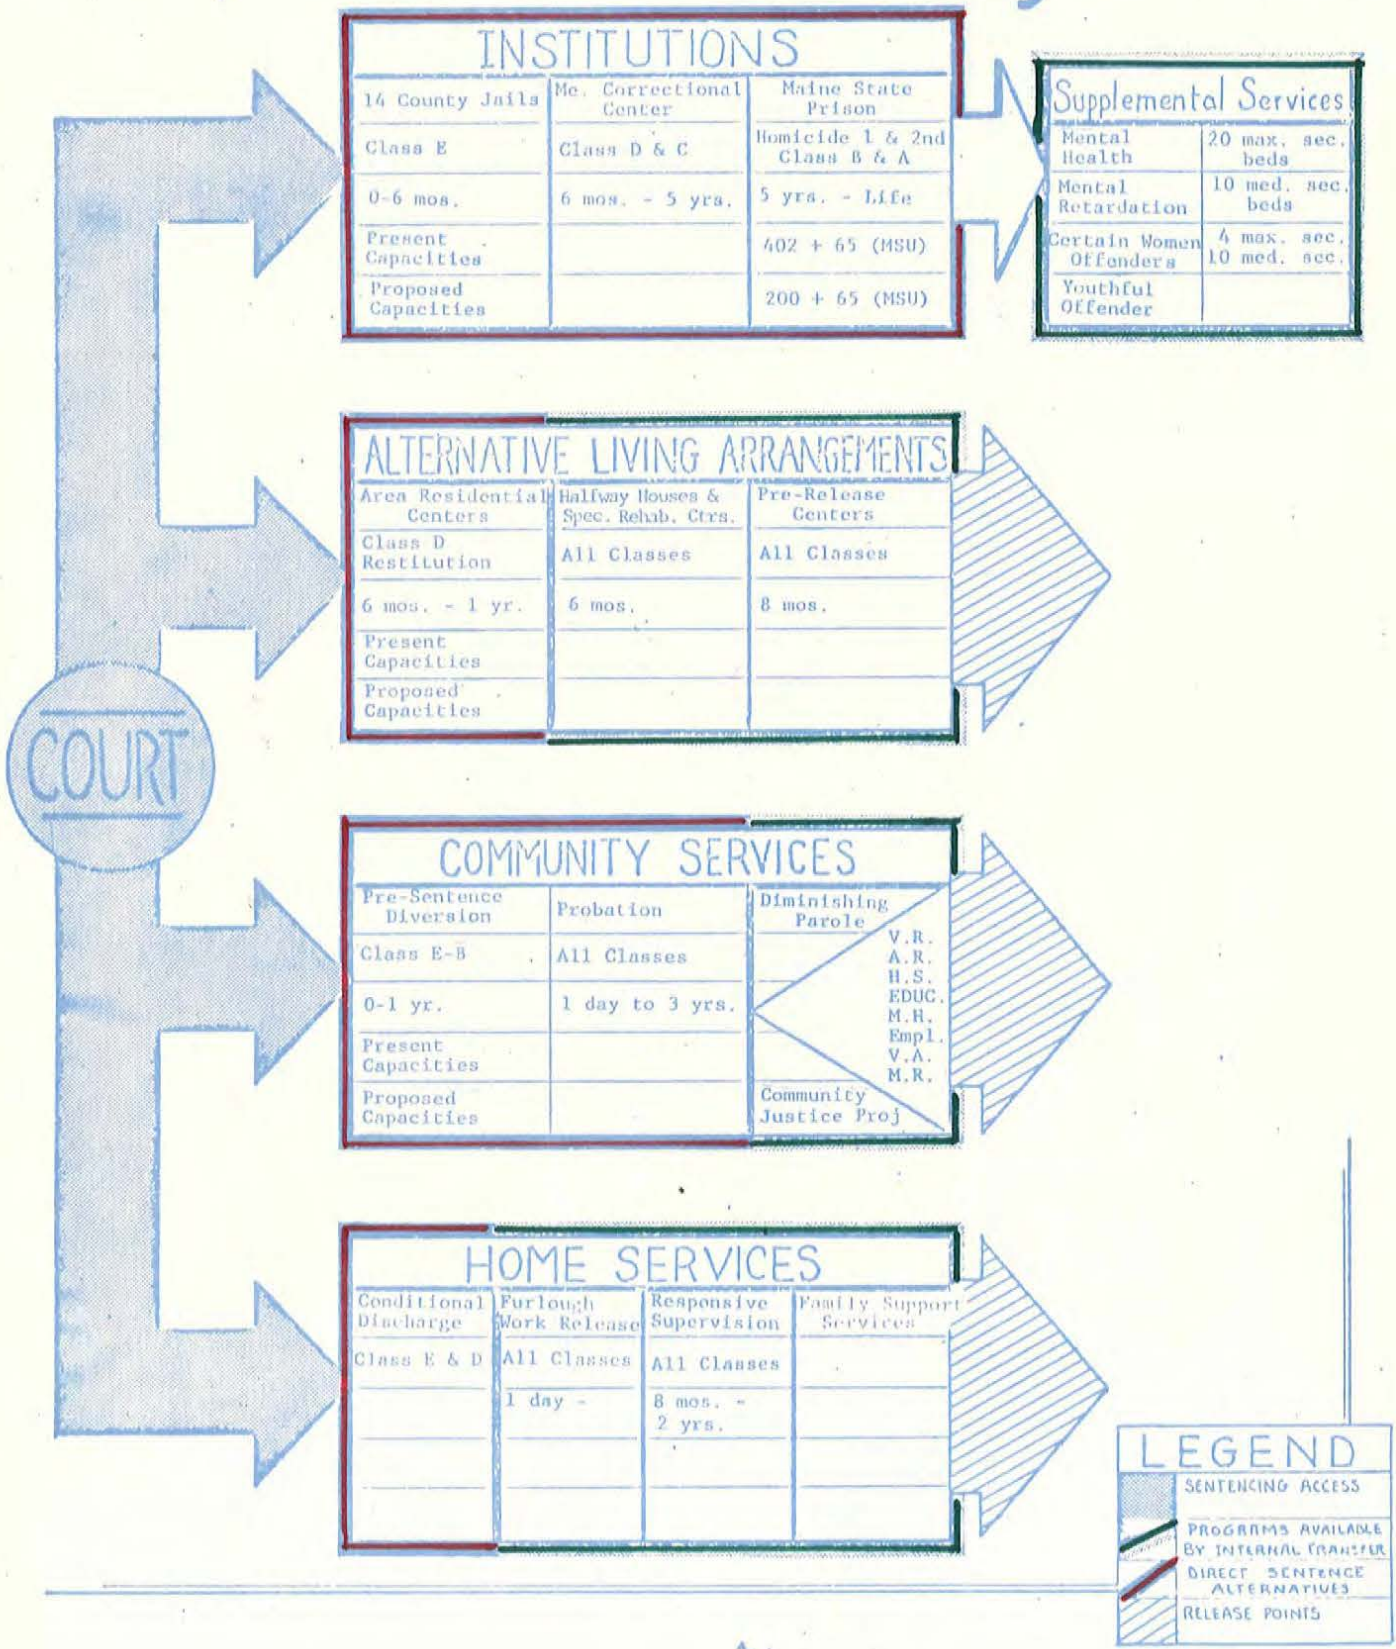 INSTITUTIONS
14 County Jails
Me. Correctional
Center
Maine State
Prison
Class E
Class D & C
Homicide 1 & 2nd
Class B & A
0-6 mos.
6 mos. - 5 yrs.
5 yrs. - Life
Present
Capacities
402 + 65 (MSU)
Proposed
Capacities
200 + 65 (MSU)
Supplemental Services
Mental
Health
20 max. sec.
beds
Mental
Retardation
10 med. sec.
beds
Certain Women
Offenders
4 max. sec.
10 med. sec.
Youthful
Offender
ALTERNATIVE LIVING ARRANGEMENTS
Area Residential
Centers
Halfway Houses &
Spec. Rehab. Ctrs.
Pre-Release
Centers
Class D
Restitution
All Classes
All Classes
6 mos. - 1 yr.
6 mos.
8 mos.
Present
Capacities
Proposed
Capacities
COURT
COMMUNITY SERVICES
Pre-Sentence
Diversion
Probation
Diminishing
Parole
Class E-B
All Classes
0-1 yr.
1 day to 3 yrs.
V.R.
A.R.
H.S.
EDUC.
M.H.
Empl.
V.A.
M.R.
Present
Capacities
Proposed
Capacities
Community
Justice Proj
HOME SERVICES
Conditional
Discharge
Furlough
Work Release
Responsive
Supervision
Family Support
Services
Class E & D
All Classes
All Classes
1 day -
8 mos. -
2 yrs.
LEGEND
SENTENCING ACCESS
PROGRAMS AVAILABLE
BY INTERNAL TRANSFER
DIRECT SENTENCE
ALTERNATIVES
RELEASE POINTS